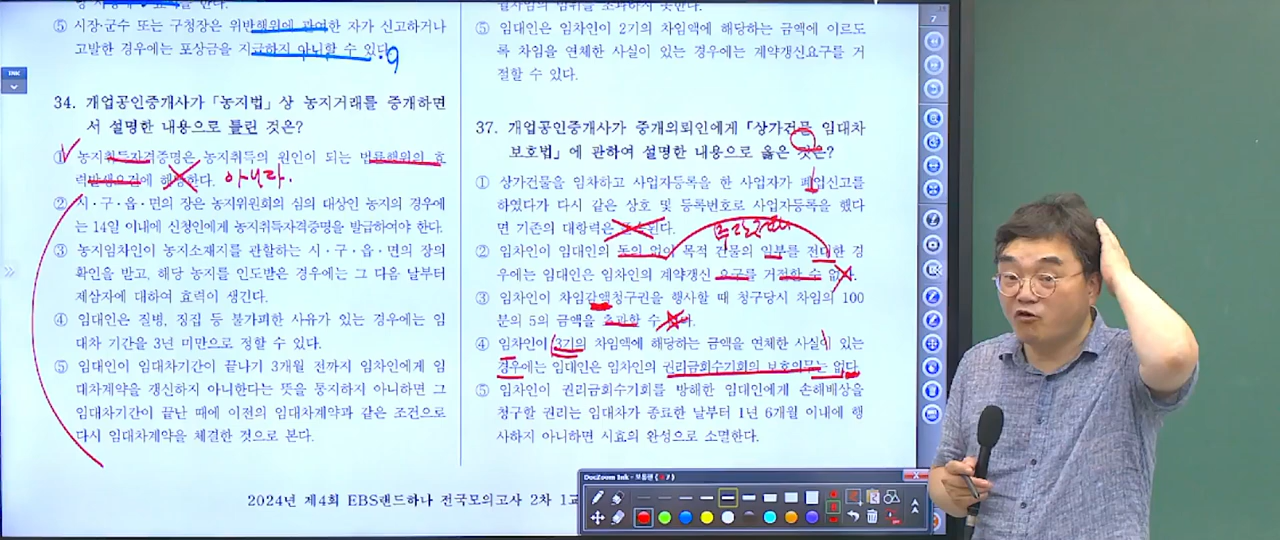 ⑤ 시장·군수 또는 구청장은 위반행위에 관여한 자가 신고하거나
고발한 경우에는 포상금을 지급하지 아니할 수 있다.
34. 개업공인중개사가 「농지법」상 농지거래를 중개하면
서 설명한 내용으로 틀린 것은?
① 농지취득자격증명은 농지취득의 원인이 되는 법률행위의 효
력발생요건에 해당한다. 아니라.
② 시·구·읍·면의 장은 농지위원회의 심의 대상인 농지의 경우에
는 14일 이내에 신청인에게 농지취득자격증명을 발급하여야 한다.
③ 농지임차인이 농지소재지를 관할하는 시·구·읍·면의 장의
확인을 받고, 해당 농지를 인도받은 경우에는 그 다음 날부터
제삼자에 대하여 효력이 생긴다.
④ 임대인은 질병, 징집 등 불가피한 사유가 있는 경우에는 임
대차 기간을 3년 미만으로 정할 수 있다.
⑤ 임대인이 임대차기간이 끝나기 3개월 전까지 임차인에게 임
대차계약을 갱신하지 아니한다는 뜻을 통지하지 아니하면 그
임대차기간이 끝난 때에 이전의 임대차계약과 같은 조건으로
다시 임대차계약을 체결한 것으로 본다.
⑤ 임대인은 임차인이 2기의 차임액에 해당하는 금액에 이르도
록 차임을 연체한 사실이 있는 경우에는 계약갱신요구를 거
절할 수 있다.
37. 개업공인중개사가 중개의뢰인에게 「상가건물 임대차
보호법」에 관하여 설명한 내용으로 옳은 것은?
① 상가건물을 임차하고 사업자등록을 한 사업자가 폐업신고를
하였다가 다시 같은 상호 및 등록번호로 사업자등록을 했다
면 기존의 대항력은 된다.
② 임차인이 임대인의 동의 없이 목적 건물의 일부를 전대한 경
우에는 임대인은 임차인의 계약갱신 요구를 거절할 수 없다.
③ 임차인이 차임감액청구권을 행사할 때 청구당시 차임의 100
분의 5의 금액을 초과할 수
④ 임차인이 3기의 차임액에 해당하는 금액을 연체한 사실이 있는
경우에는 임대인은 임차인의 권리금회수기회의 보호의무는 없다.
⑤ 임차인이 권리금회수기회를 방해한 임대인에게 손해배상을
청구할 권리는 임대차가 종료한 날부터 1년 6개월 이내에 행
사하지 아니하면 시효의 완성으로 소멸한다.
2024년 제4회 EBS랜드하나 전국모의고사 2차 1교
DocZoom Ink - 보통펜 ( 7 )
INK
7